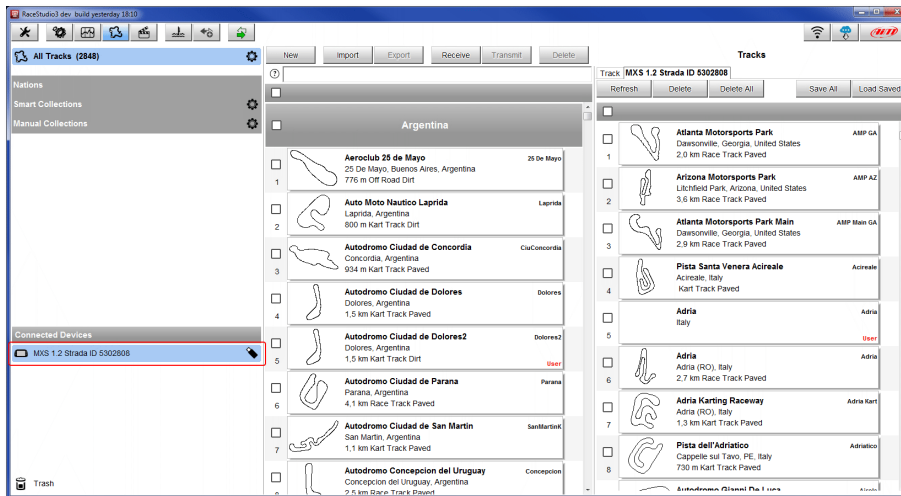 RaceStudio3 dev build yesterday 18:10
All Tracks (2848)
Nations
Smart Collections
Manual Collections
Connected Devices
MXS 1.2 Strada ID 5302808
Trash
New Import Export Receive Transmit Delete
Argentina
1 Aeroclub 25 de Mayo 25 De Mayo
25 De Mayo, Buenos Aires, Argentina
776 m Off Road Dirt
2 Auto Moto Nautico Laprida Laprida
Laprida, Argentina
800 m Kart Track Dirt
3 Autodromo Ciudad de Concordia CiuConcordia
Concordia, Argentina
934 m Kart Track Paved
4 Autodromo Ciudad de Dolores Dolores
Dolores, Argentina
1,5 km Kart Track Paved
5 Autodromo Ciudad de Dolores2 Dolores2
Dolores, Argentina
1,5 km Kart Track Dirt User
6 Autodromo Ciudad de Parana Parana
Parana, Argentina
4,1 km Race Track Paved
7 Autodromo Ciudad de San Martin SanMartinK
San Martin, Argentina
1,1 km Kart Track Paved
Autodromo Concepcion del Uruguay Concepcion
Concepcion del Uruguay, Argentina
2,5 km Race Track Paved
AiM
Tracks
Track MXS 1.2 Strada ID 5302808
Refresh Delete Delete All Save All Load Saved
1 Atlanta Motorsports Park AMP GA
Dawsonville, Georgia, United States
2,0 km Race Track Paved
2 Arizona Motorsports Park AMP AZ
Litchfield Park, Arizona, United States
3,6 km Race Track Paved
3 Atlanta Motorsports Park Main AMP Main GA
Dawsonville, Georgia, United States
2,9 km Race Track Paved
4 Pista Santa Venera Acireale Acireale
Acireale, Italy
Kart Track Paved
5 Adria Adria
Italy
User
6 Adria Adria
Adria (RO), Italy
2,7 km Race Track Paved
7 Adria Karting Raceway Adria Kart
Adria (RO), Italy
1,3 km Kart Track Paved
8 Pista dell'Adriatico Adriatico
Cappelle sul Tavo, PE, Italy
730 m Kart Track Paved
Autodromo Gianni De Luca